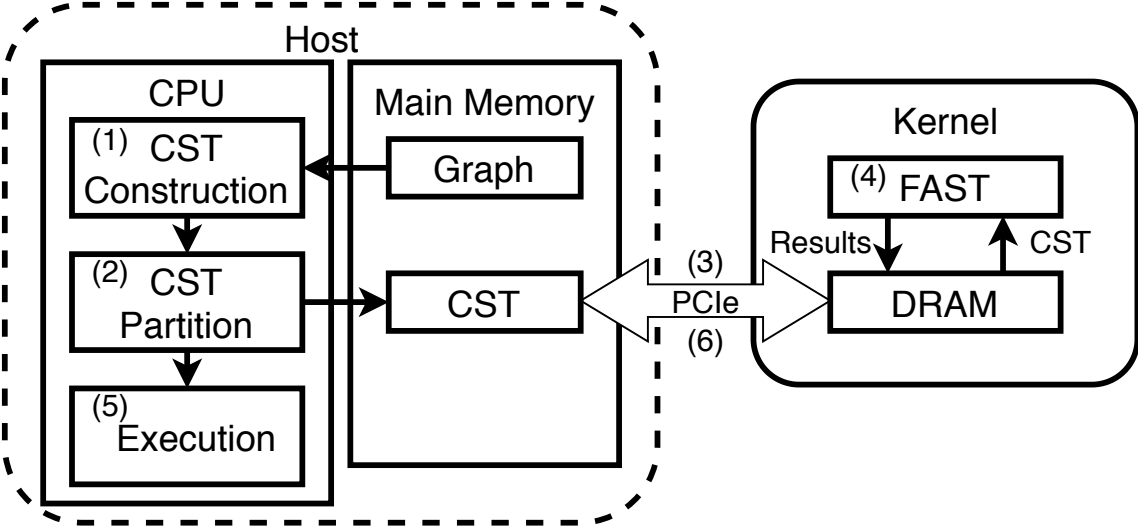 Host
CPU
(1) CST
Construction
(2) CST
Partition
(5)
Execution
Main Memory
Graph
CST
(3)
PCIe
(6)
Kernel
(4) FAST
Results
CST
DRAM